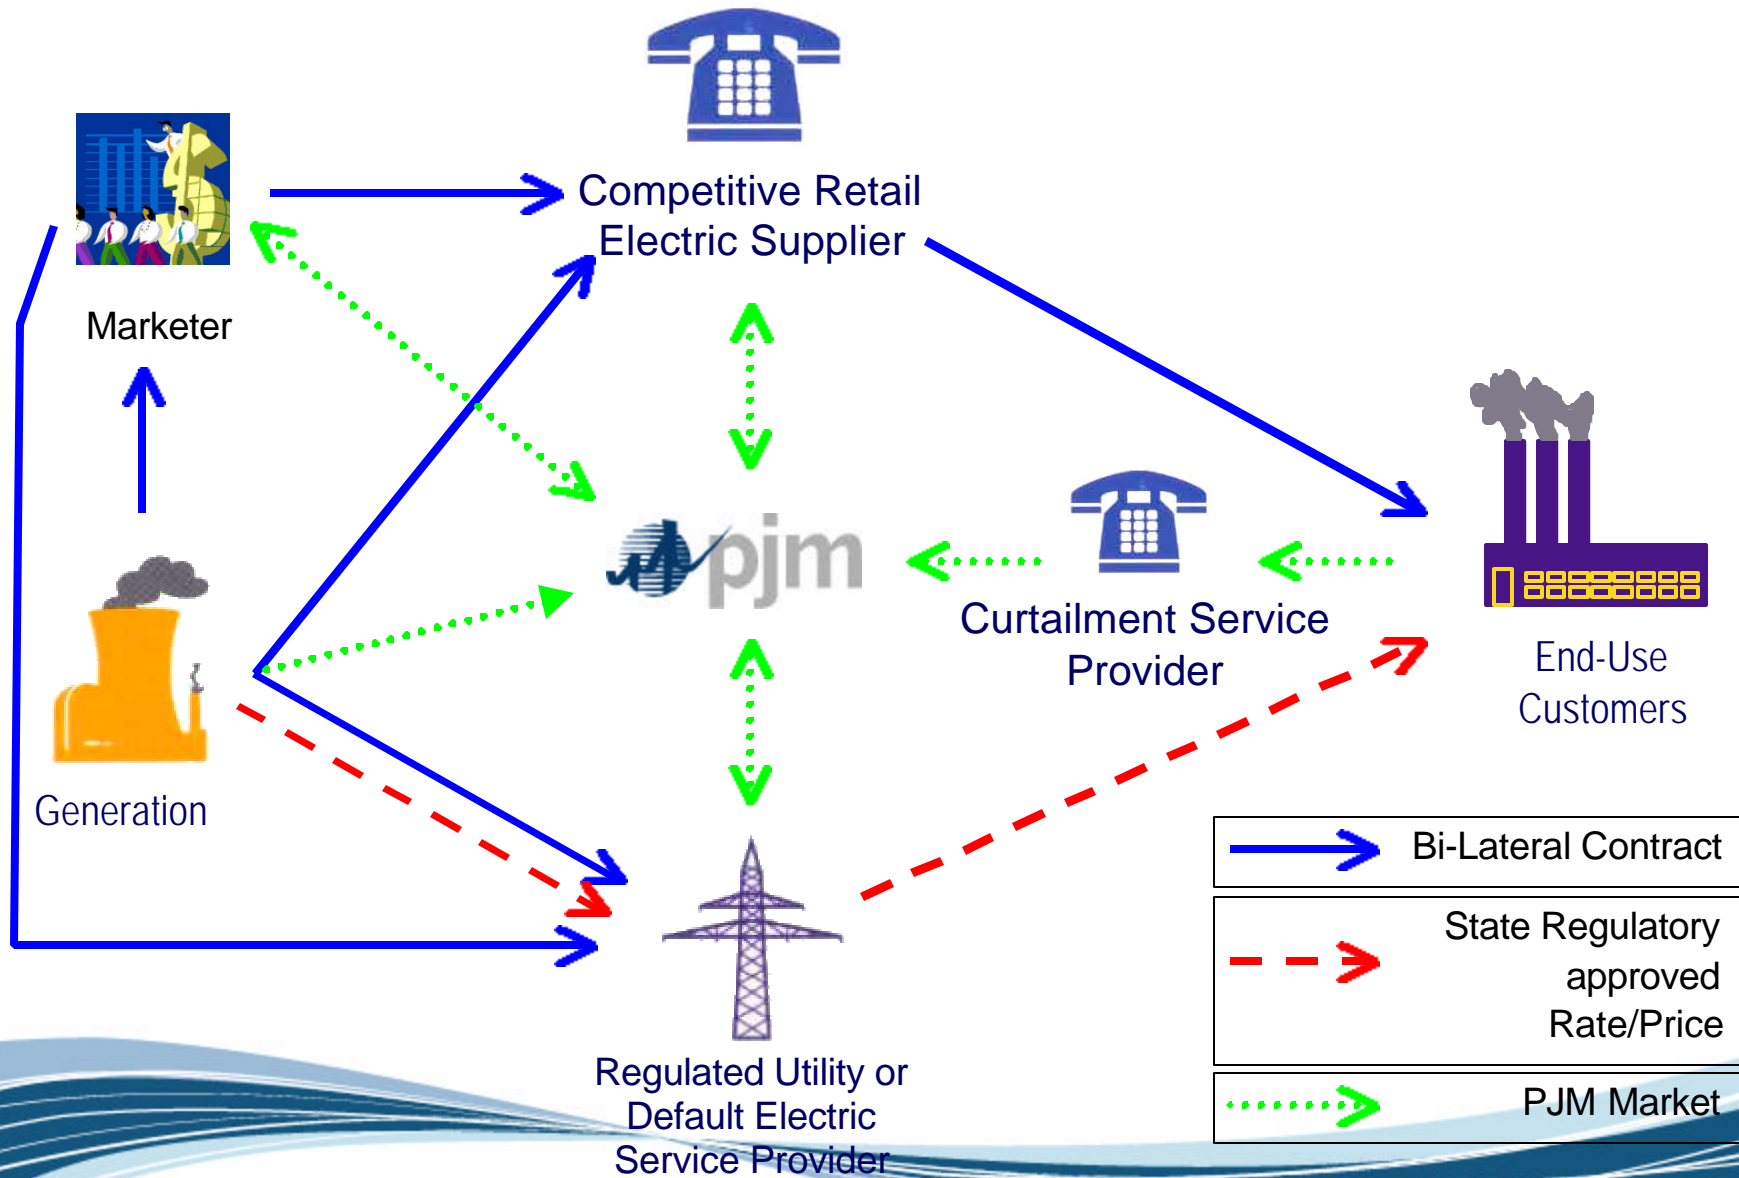 Competitive Retail
Electric Supplier
Marketer
pjm
Curtailment Service
Provider
End-Use
Customers
Generation
Bi-Lateral Contract
State Regulatory
approved
Rate/Price
PJM Market
Regulated Utility or
Default Electric
Service Provider